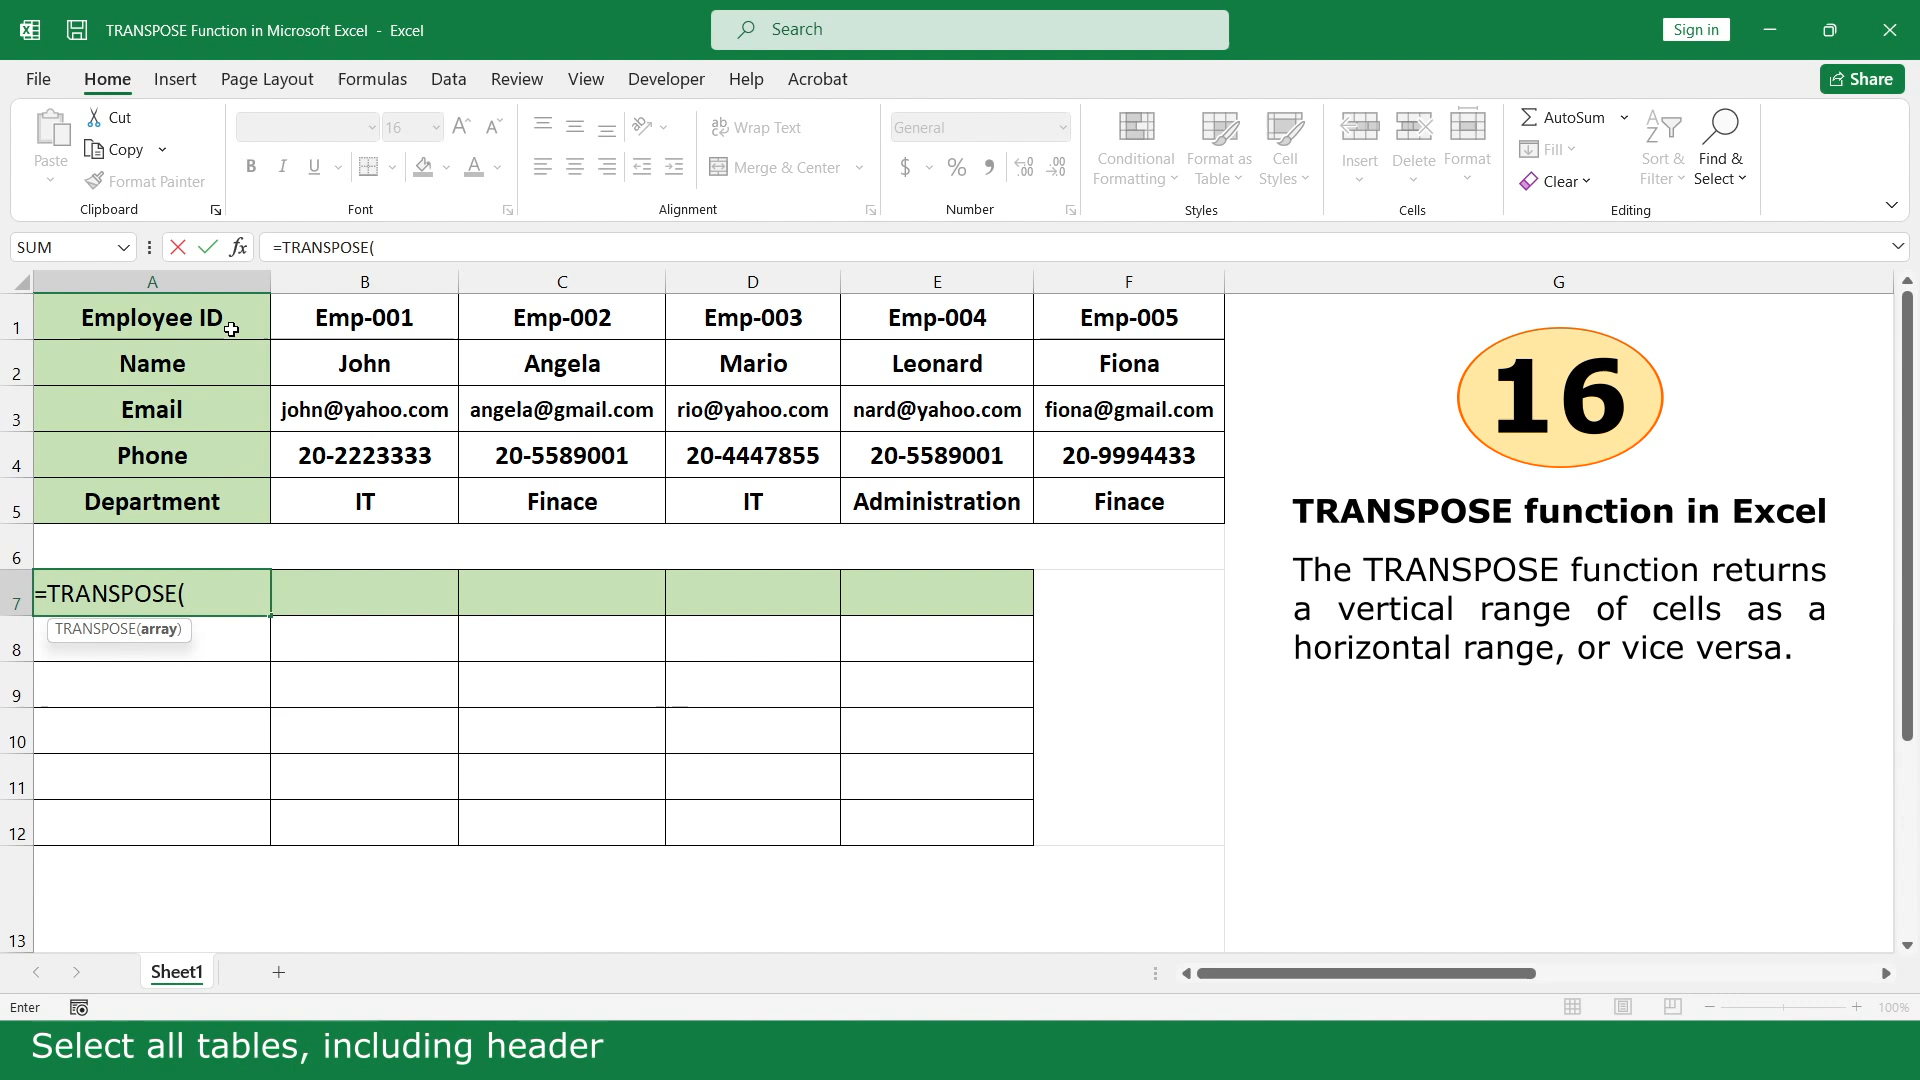 TRANSPOSE Function in Microsoft Excel - Excel
Search
Sign in
File Home Insert Page Layout Formulas Data Review View Developer Help Acrobat
Share
Paste
Cut
Copy
Format Painter
Clipboard
16
B I U
Font
Wrap Text
Merge & Center
Alignment
General
$ % 9
Number
Conditional Formatting
Format as Table
Cell Styles
Styles
Insert
Delete
Format
Cells
AutoSum
Fill
Clear
Sort & Filter
Find & Select
Editing
SUM
fx
=TRANSPOSE(
A B C D E F G
1 Employee ID Emp-001 Emp-002 Emp-003 Emp-004 Emp-005
2 Name John Angela Mario Leonard Fiona
3 Email john@yahoo.com angela@gmail.com rio@yahoo.com nard@yahoo.com fiona@gmail.com
4 Phone 20-2223333 20-5589001 20-4447855 20-5589001 20-9994433
5 Department IT Finace IT Administration Finace
6
7 =TRANSPOSE(
TRANSPOSE(array)
8
9
10
11
12
13
16
TRANSPOSE function in Excel
The TRANSPOSE function returns
a vertical range of cells as a
horizontal range, or vice versa.
Sheet1
Enter
100%
Select all tables, including header